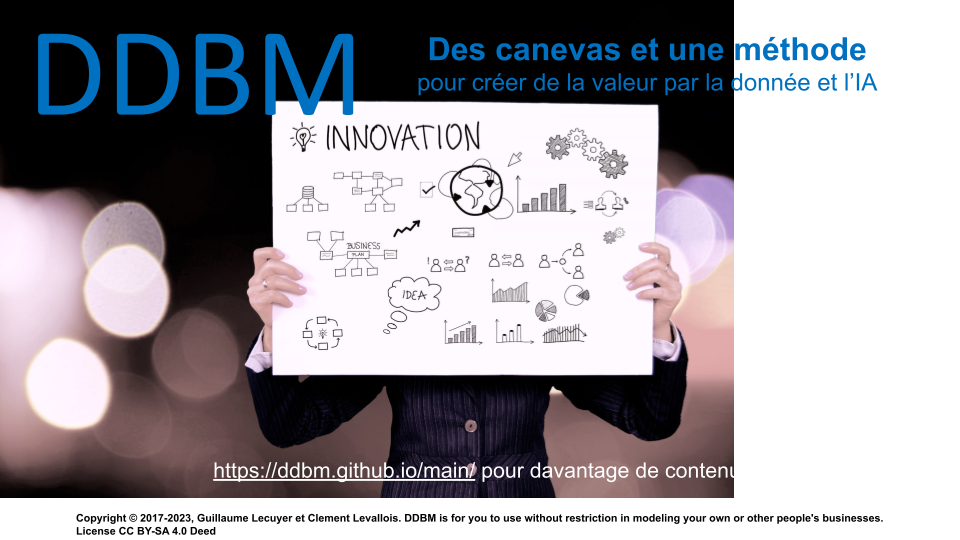 DDBM
Des canevas et une méthode
pour créer de la valeur par la donnée et l’IA
INNOVATION
BUSINESS
PLAN
! ?
IDEA
https://ddbm.github.io/main/ pour davantage de contenu
Copyright © 2017-2023, Guillaume Lecuyer et Clement Levallois. DDBM is for you to use without restriction in modeling your own or other people's businesses.
License CC BY-SA 4.0 Deed